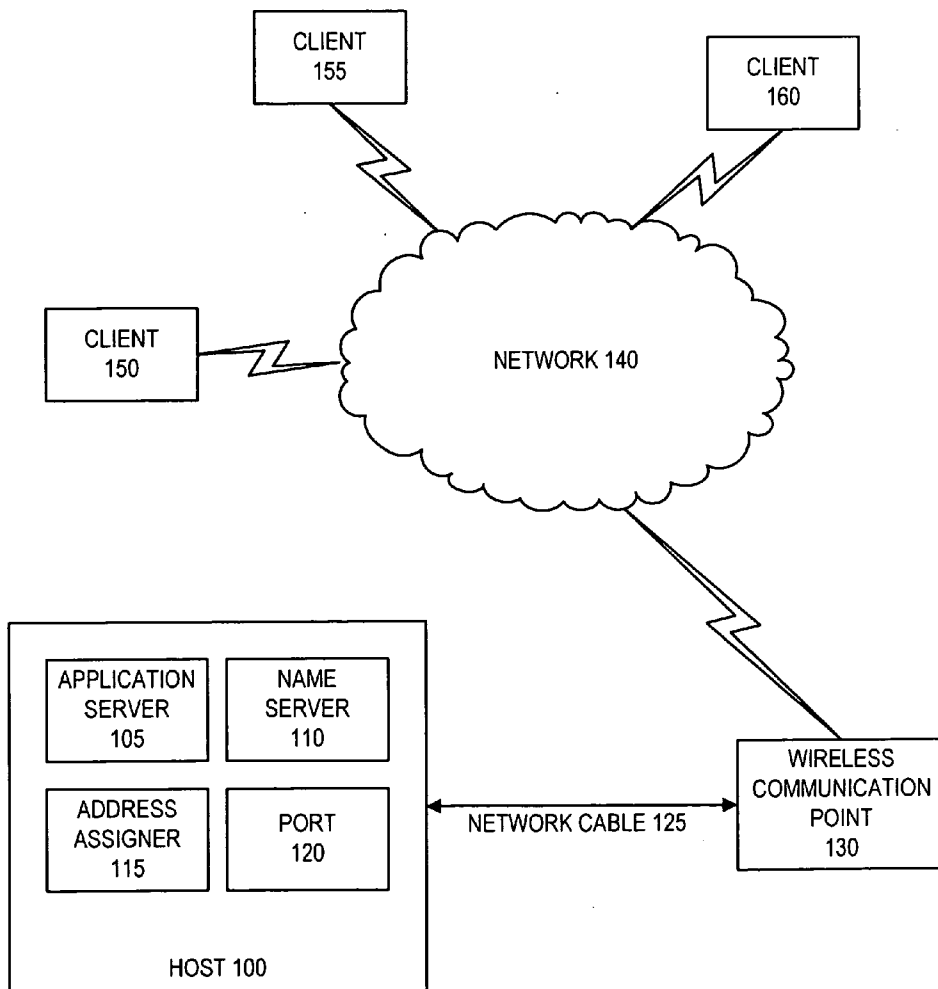 CLIENT
155
CLIENT
160
CLIENT
150
NETWORK 140
APPLICATION
SERVER
105
NAME
SERVER
110
ADDRESS
ASSIGNER
115
PORT
120
HOST 100
NETWORK CABLE 125
WIRELESS
COMMUNICATION
POINT
130